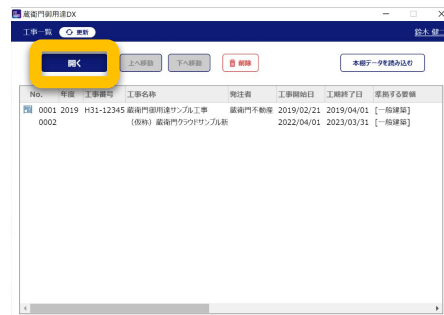 蔵衛門御用達DX
工事一覧 更新 鈴木 健二
開く 上へ移動 下へ移動 削除 本棚データを読み込む
No. 年度 工事番号 工事名称 発注者 工事開始日 工期終了日 準拠する要領
0001 2019 H31-12345 蔵衛門御用達サンプル工事 蔵衛門不動産 2019/02/21 2019/04/01 [一般建築]
0002 (仮称) 蔵衛門クラウドサンプル新 2022/04/01 2023/03/31 [一般建築]